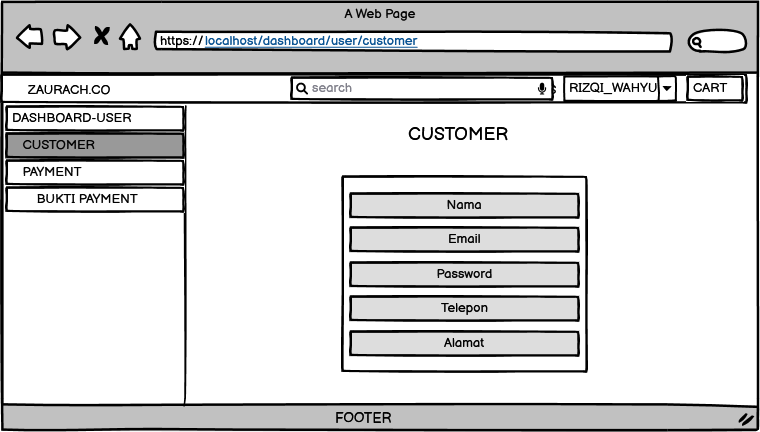 A Web Page
https://localhost/dashboard/user/customer
ZAURACH.CO
search
RIZQI_WAHYU
CART
DASHBOARD-USER
CUSTOMER
PAYMENT
BUKTI PAYMENT
CUSTOMER
Nama
Email
Password
Telepon
Alamat
FOOTER